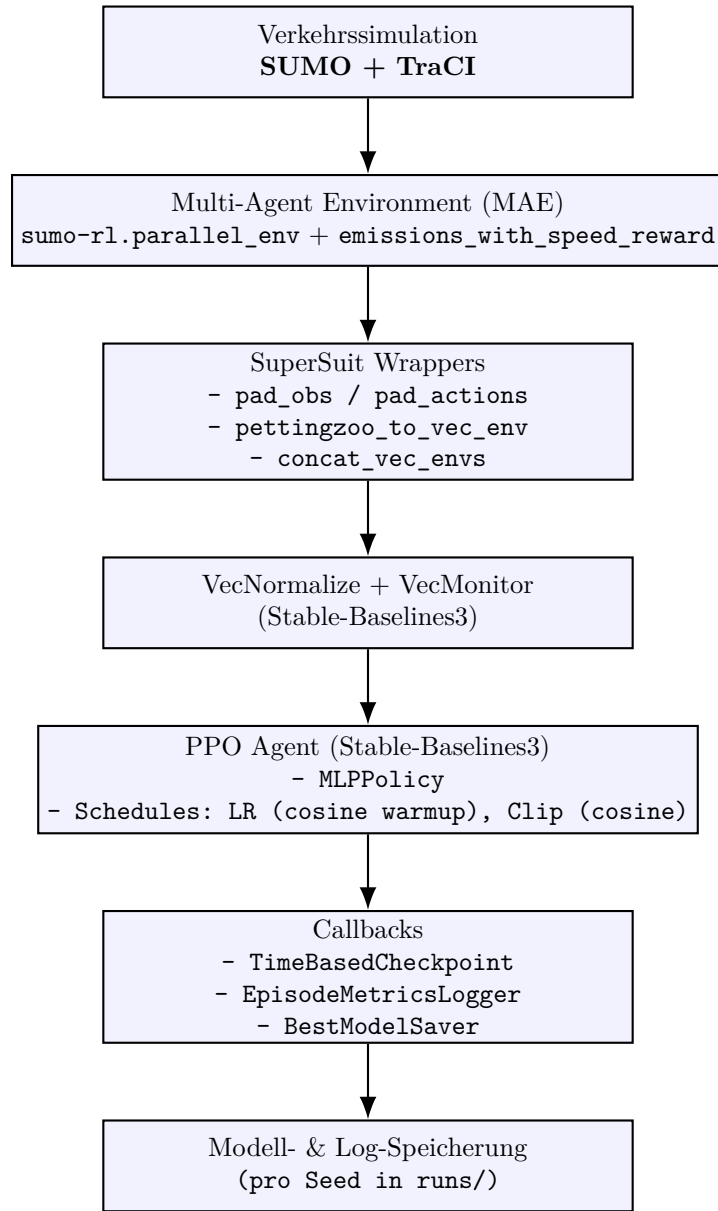 Verkehrssimulation
SUMO + TraCI
Multi-Agent Environment (MAE)
sumo-rl.parallel_env + emissions_with_speed_reward
SuperSuit Wrappers
- pad_obs / pad_actions
- pettingzoo_to_vec_env
- concat_vec_envs
VecNormalize + VecMonitor
(Stable-Baselines3)
PPO Agent (Stable-Baselines3)
- MLPPolicy
- Schedules: LR (cosine warmup), Clip (cosine)
Callbacks
- TimeBasedCheckpoint
- EpisodeMetricsLogger
- BestModelSaver
Modell- & Log-Speicherung
(pro Seed in runs/)